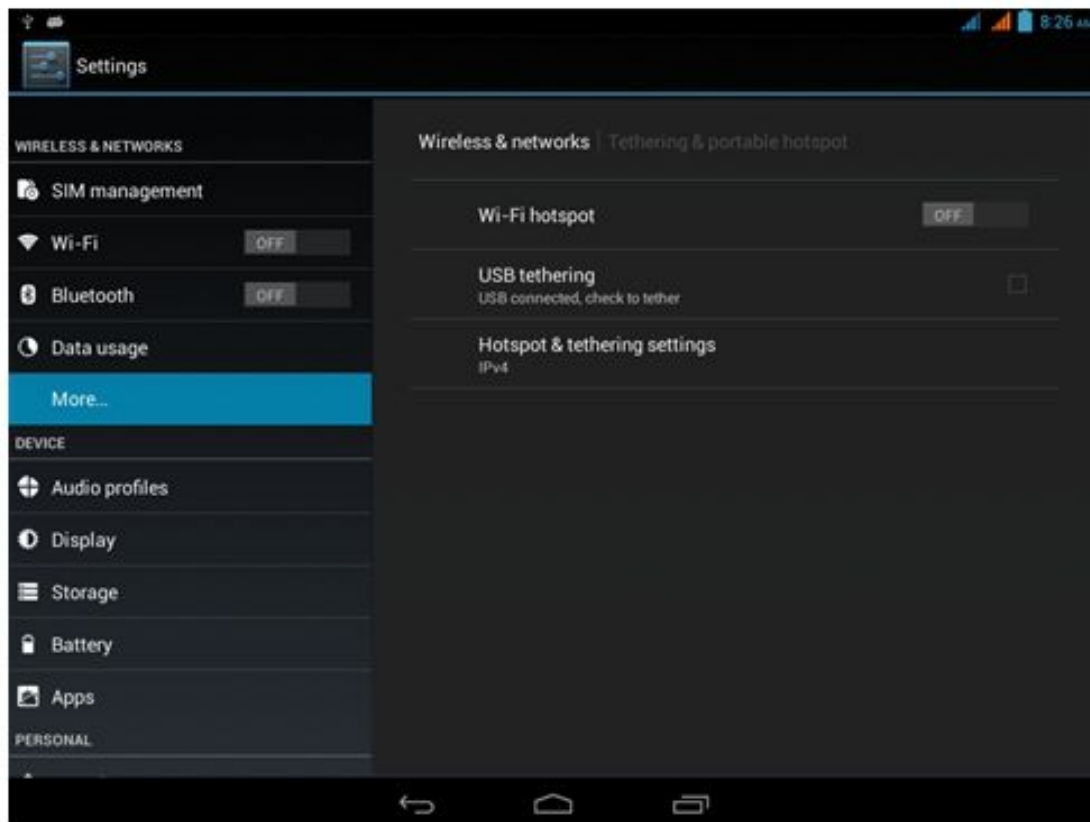 8:26 AM
Settings
WIRELESS & NETWORKS
SIM management
Wi-Fi OFF
Bluetooth OFF
Data usage
More...
DEVICE
Audio profiles
Display
Storage
Battery
Apps
PERSONAL
Wireless & networks Tethering & portable hotspot
Wi-Fi hotspot OFF
USB tethering
USB connected, check to tether
Hotspot & tethering settings
IPv4